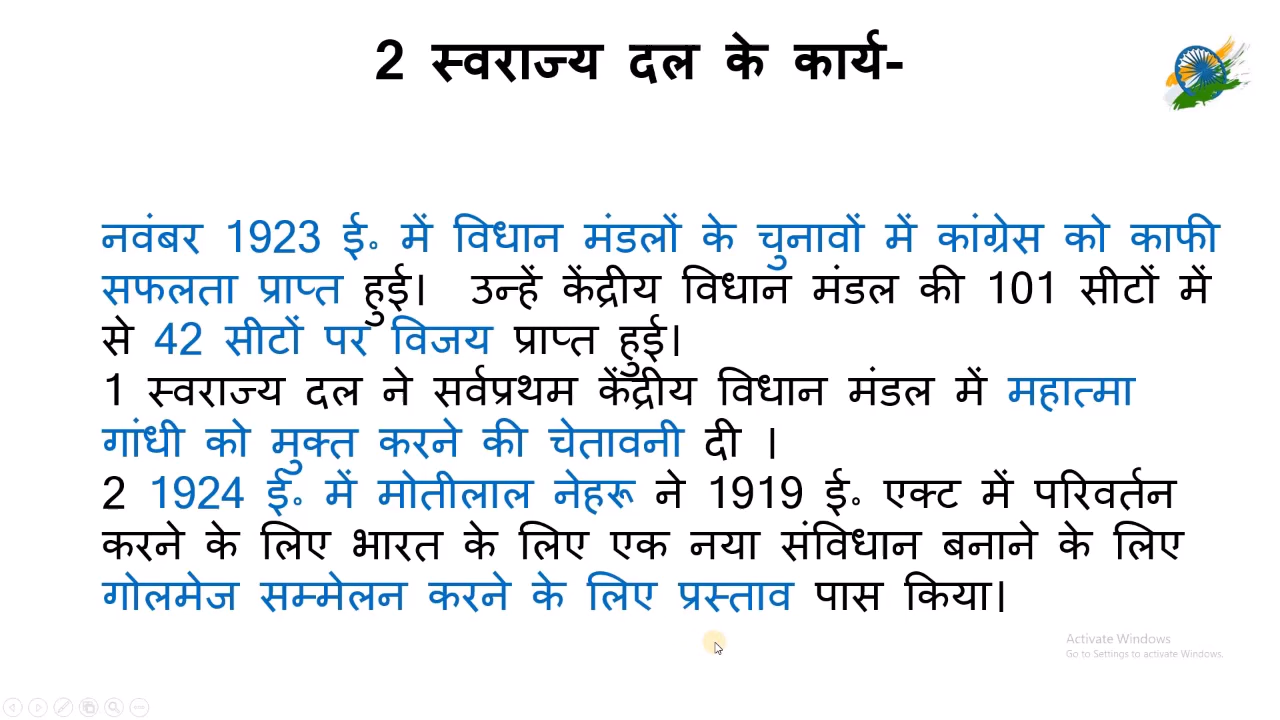 2 स्वराज्य दल के कार्य-
नवंबर 1923 ई॰ में विधान मंडलों के चुनावों में कांग्रेस को काफी
सफलता प्राप्त हुई। उन्हें केंद्रीय विधान मंडल की 101 सीटों में
से 42 सीटों पर विजय प्राप्त हुई।
1 स्वराज्य दल ने सर्वप्रथम केंद्रीय विधान मंडल में महात्मा
गांधी को मुक्त करने की चेतावनी दी ।
2 1924 ई॰ में मोतीलाल नेहरू ने 1919 ई॰ एक्ट में परिवर्तन
करने के लिए भारत के लिए एक नया संविधान बनाने के लिए
गोलमेज सम्मेलन करने के लिए प्रस्ताव पास किया।
Activate Windows
Go to Settings to activate Windows.